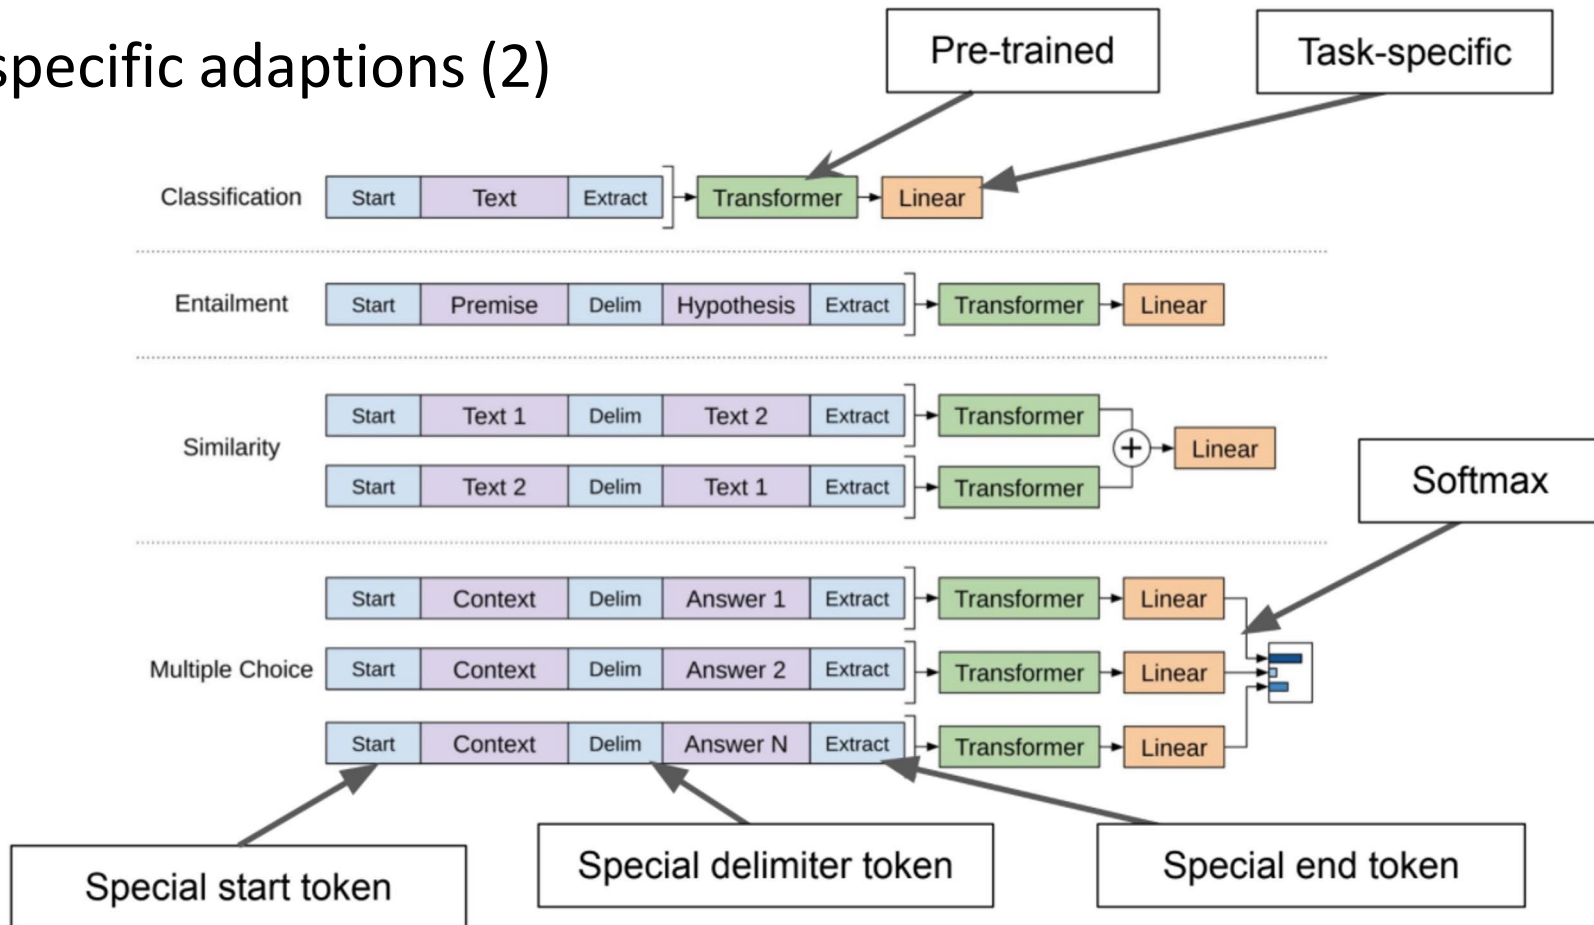 specific adaptions (2)
Pre-trained
Task-specific
Classification Start Text Extract Transformer Linear
Entailment Start Premise Delim Hypothesis Extract Transformer Linear
Start Text 1 Delim Text 2 Extract Transformer
Similarity
+ Linear
Start Text 2 Delim Text 1 Extract Transformer
Softmax
Start Context Delim Answer 1 Extract Transformer Linear
Multiple Choice Start Context Delim Answer 2 Extract Transformer Linear
Start Context Delim Answer N Extract Transformer Linear
Special start token
Special delimiter token
Special end token